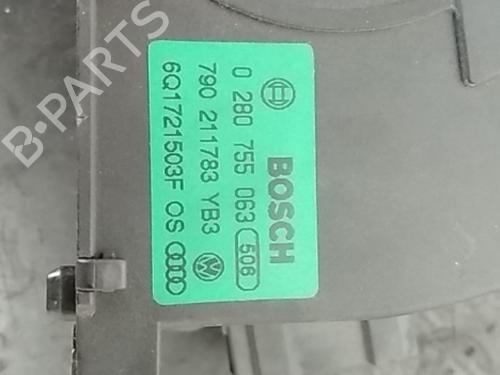 BOSCH
0 280 755 063 506
790 211783 YB3
6Q1721503F OS
B-PARTS